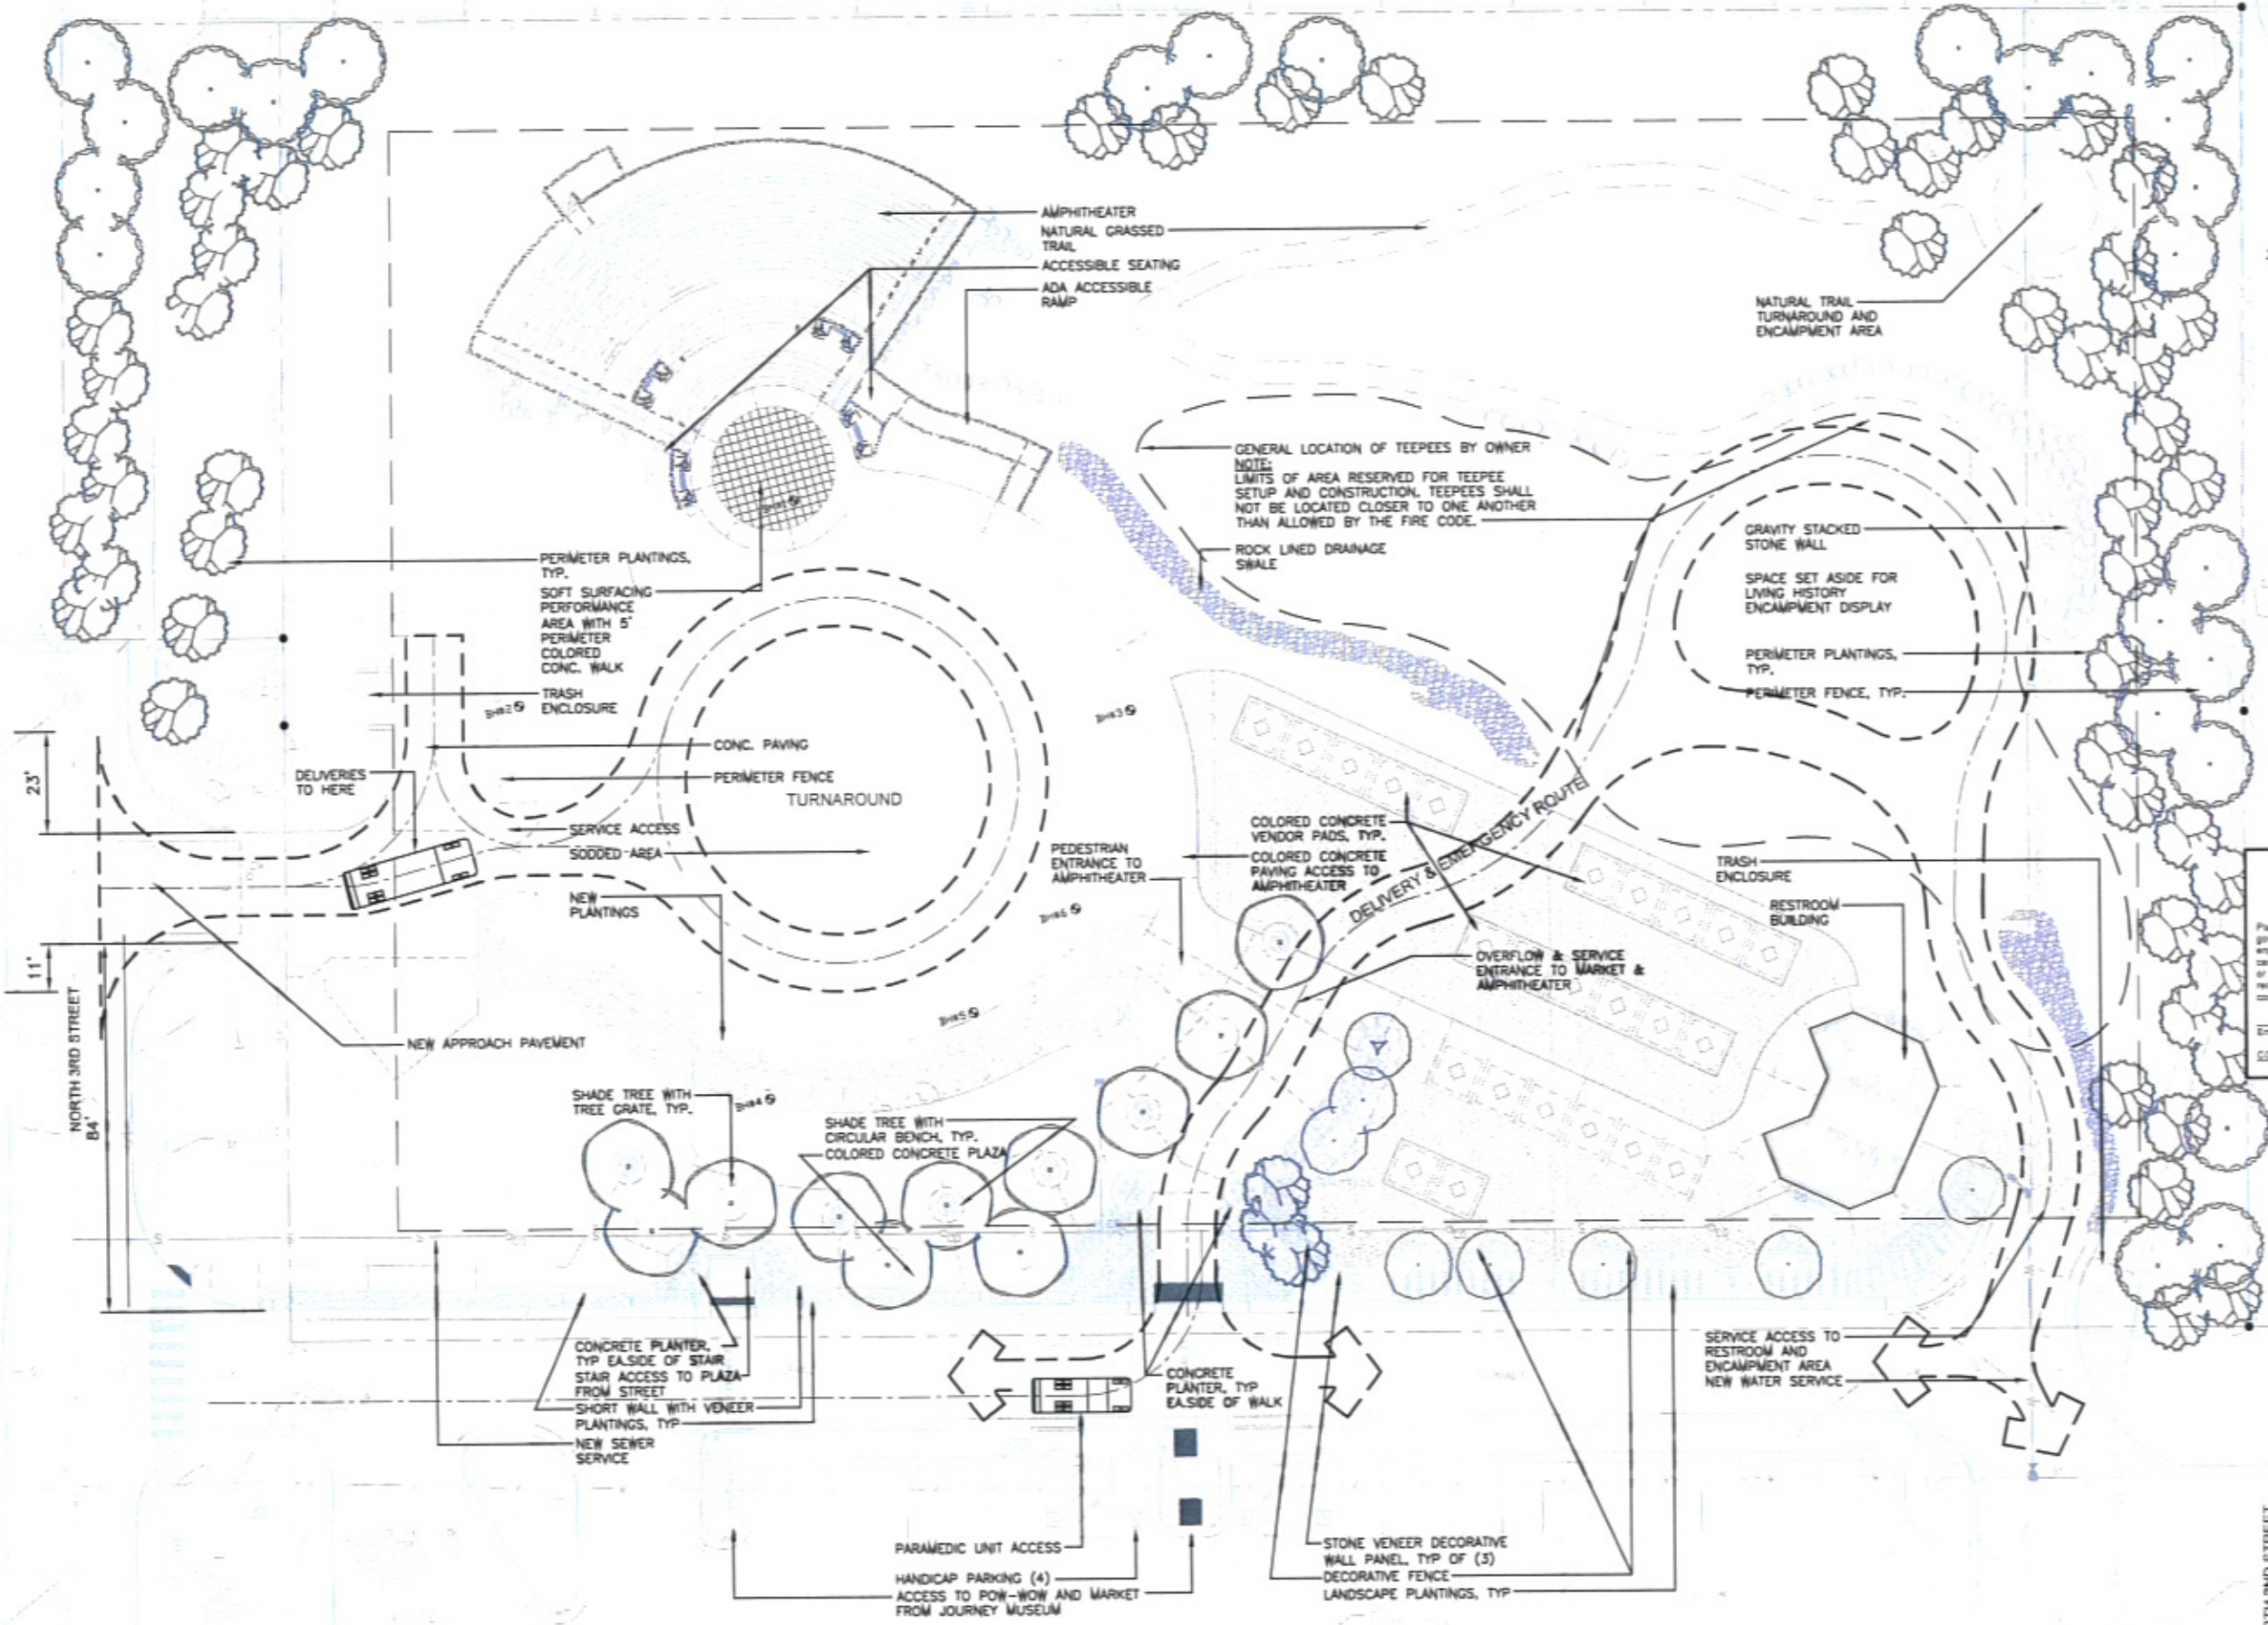 AMPHITHEATER
NATURAL GRASSED
TRAIL
ACCESSIBLE SEATING
ADA ACCESSIBLE
RAMP
NATURAL TRAIL
TURNAROUND AND
ENCAMPMENT AREA
GENERAL LOCATION OF TEEPEES BY OWNER
NOTE:
LIMITS OF AREA RESERVED FOR TEEPEE
SETUP AND CONSTRUCTION. TEEPEES SHALL
NOT BE LOCATED CLOSER TO ONE ANOTHER
THAN ALLOWED BY THE FIRE CODE.
ROCK LINED DRAINAGE
SWALE
GRAVITY STACKED
STONE WALL
SPACE SET ASIDE FOR
LIVING HISTORY
ENCAMPMENT DISPLAY
PERIMETER PLANTINGS,
TYP.
PERIMETER FENCE, TYP.
PERIMETER PLANTINGS,
TYP.
SOFT SURFACING
PERFORMANCE
AREA WITH 5'
PERIMETER
COLORED
CONC. WALK
TRASH
ENCLOSURE
BH#2
BH#3
CONC. PAVING
PERIMETER FENCE
TURNAROUND
DELIVERIES
TO HERE
23'
SERVICE ACCESS
SODDED AREA
NEW
PLANTINGS
PEDESTRIAN
ENTRANCE TO
AMPHITHEATER
COLORED CONCRETE
VENDOR PADS, TYP.
COLORED CONCRETE
PAVING ACCESS TO
AMPHITHEATER
DELIVERY & EMERGENCY ROUTE
TRASH
ENCLOSURE
RESTROOM
BUILDING
BH#6
OVERFLOW & SERVICE
ENTRANCE TO MARKET &
AMPHITHEATER
11'
BH#5
NEW APPROACH PAVEMENT
NORTH 3RD STREET
84'
SHADE TREE WITH
TREE GRATE, TYP.
BH#4
SHADE TREE WITH
CIRCULAR BENCH, TYP.
COLORED CONCRETE PLAZA
CONCRETE PLANTER,
TYP EA.SIDE OF STAIR
STAIR ACCESS TO PLAZA
FROM STREET
SHORT WALL WITH VENEER
PLANTINGS, TYP
NEW SEWER
SERVICE
CONCRETE
PLANTER, TYP
EA.SIDE OF WALK
SERVICE ACCESS TO
RESTROOM AND
ENCAMPMENT AREA
NEW WATER SERVICE
PARAMEDIC UNIT ACCESS
HANDICAP PARKING (4)
ACCESS TO POW-WOW AND MARKET
FROM JOURNEY MUSEUM
STONE VENEER DECORATIVE
WALL PANEL, TYP OF (3)
DECORATIVE FENCE
LANDSCAPE PLANTINGS, TYP